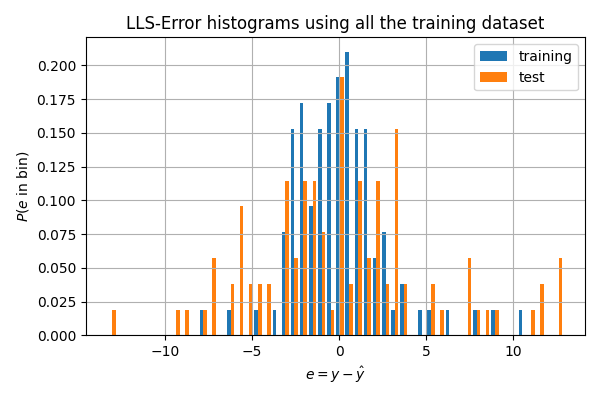 LLS-Error histograms using all the training dataset
training
test
0.200
0.175
0.150
0.125
0.100
0.075
0.050
0.025
0.000
P(e in bin)
−10
−5
0
5
10
e = y − ŷ